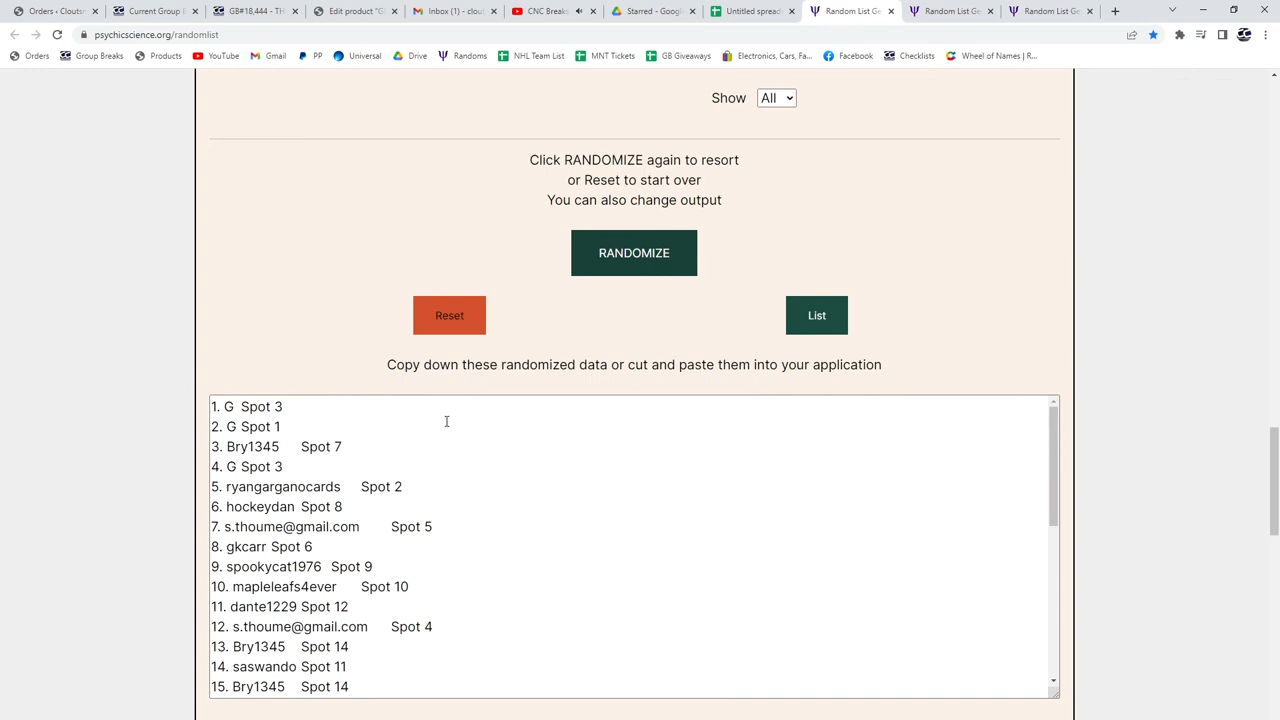 Orders › Clouts‹
Current Group I
GB#18,444 - Th
Edit product "G
Inbox (1) - clout
CNC Breaks
Starred - Googl
Untitled spread
Random List Ge
Random List Ge
Random List Ge
psychicscience.org/randomlist
Orders Group Breaks Products YouTube Gmail PP Universal Drive Randoms NHL Team List MNT Tickets GB Giveaways Electronics, Cars, Fa... Facebook Checklists Wheel of Names | R...
Show All
Click RANDOMIZE again to resort
or Reset to start over
You can also change output
RANDOMIZE
Reset List
Copy down these randomized data or cut and paste them into your application
1. G Spot 3
2. G Spot 1
3. Bry1345 Spot 7
4. G Spot 3
5. ryangarganocards Spot 2
6. hockeydan Spot 8
7. s.thoume@gmail.com Spot 5
8. gkcarr Spot 6
9. spookycat1976 Spot 9
10. mapleleafs4ever Spot 10
11. dante1229 Spot 12
12. s.thoume@gmail.com Spot 4
13. Bry1345 Spot 14
14. saswando Spot 11
15. Bry1345 Spot 14